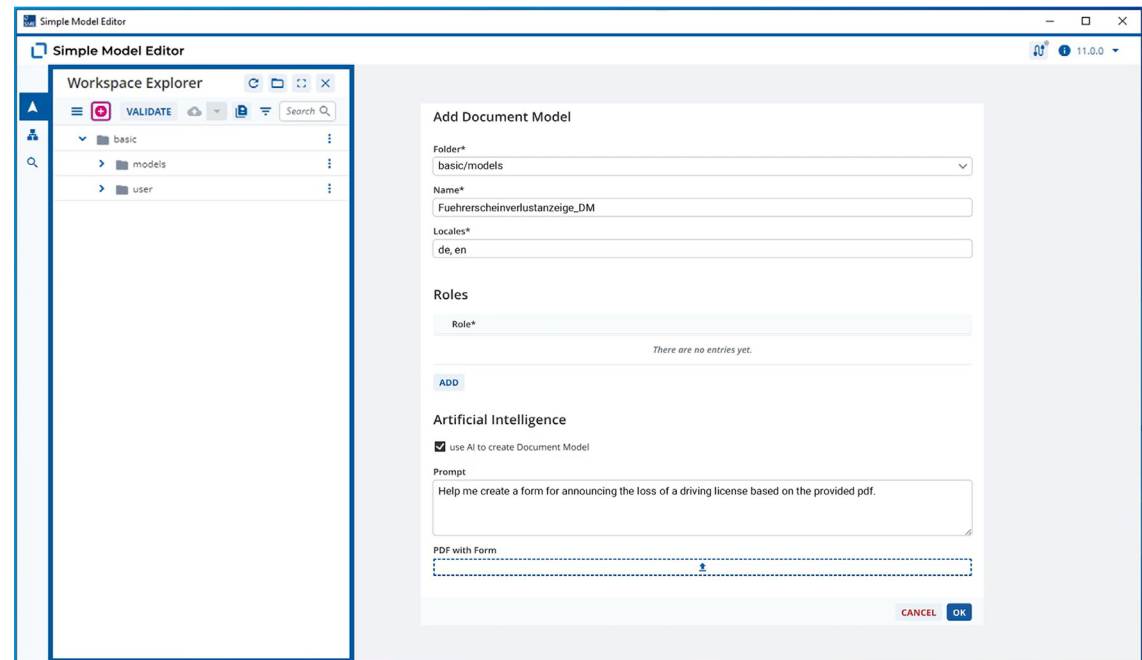 Simple Model Editor
Simple Model Editor
11.0.0
Workspace Explorer
VALIDATE
Search
basic
models
user
Add Document Model
Folder*
basic/models
Name*
Fuehrerscheinverlustanzeige_DM
Locales*
de, en
Roles
Role*
There are no entries yet.
ADD
Artificial Intelligence
use AI to create Document Model
Prompt
Help me create a form for announcing the loss of a driving license based on the provided pdf.
PDF with Form
CANCEL OK